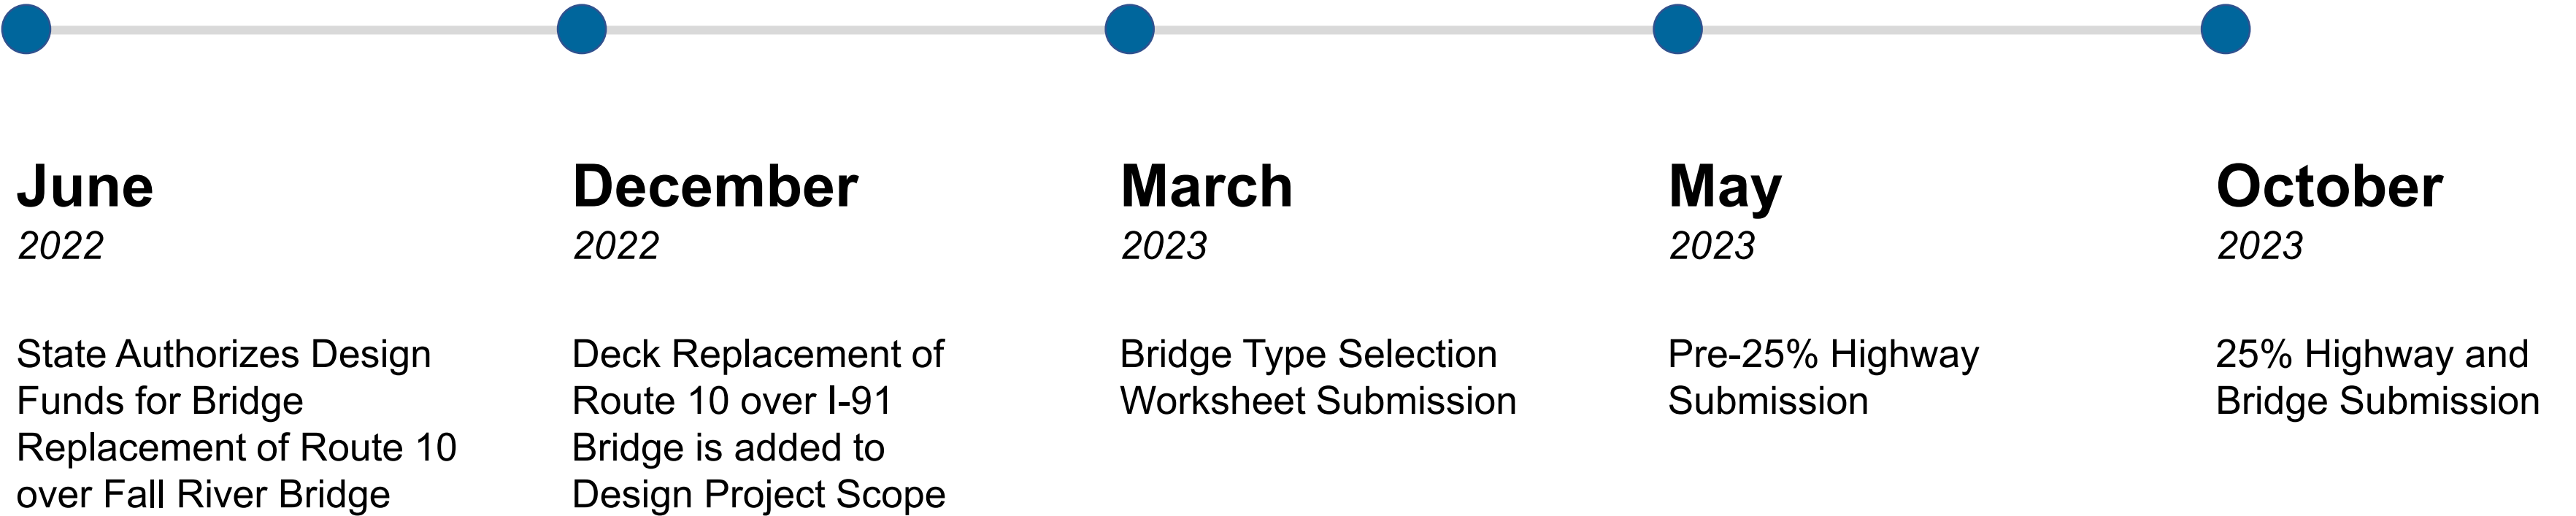 June
2022
State Authorizes Design
Funds for Bridge
Replacement of Route 10
over Fall River Bridge
December
2022
Deck Replacement of
Route 10 over I-91
Bridge is added to
Design Project Scope
March
2023
Bridge Type Selection
Worksheet Submission
May
2023
Pre-25% Highway
Submission
October
2023
25% Highway and
Bridge Submission